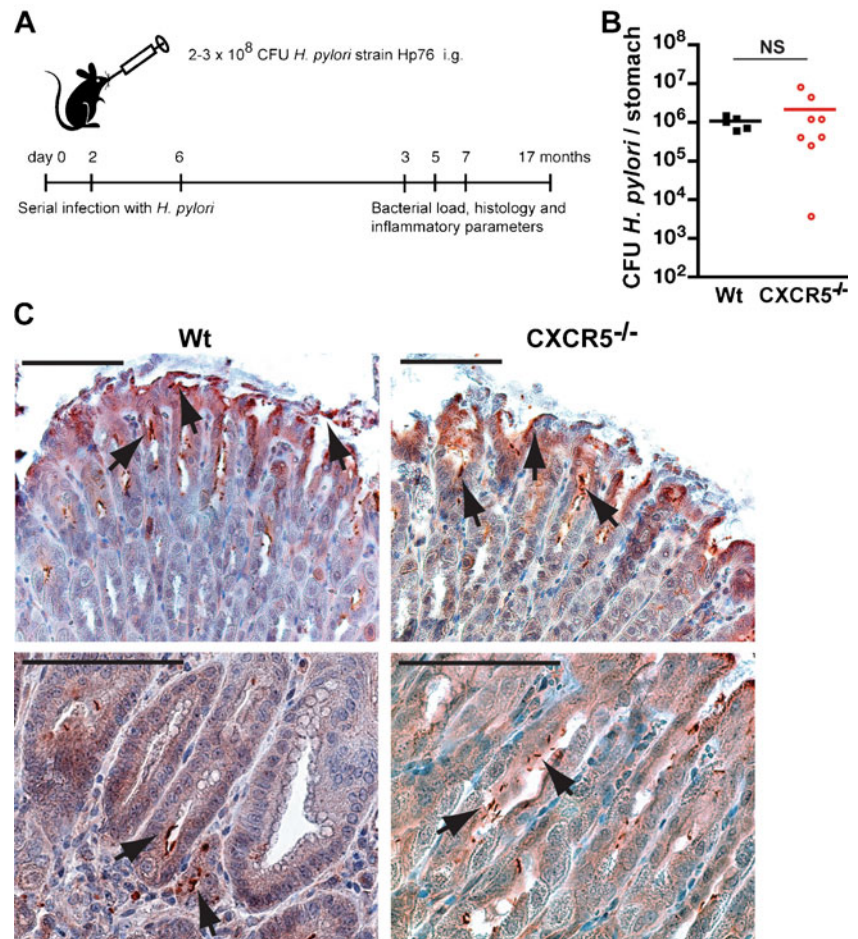 A
2-3 x 10⁸ CFU H. pylori strain Hp76 i.g.
day 0 2 6 3 5 7 17 months
Serial infection with H. pylori
Bacterial load, histology and
inflammatory parameters
B
NS
CFU H. pylori / stomach
10⁸
10⁷
10⁶
10⁵
10⁴
10³
10²
Wt CXCR5⁻/⁻
C
Wt CXCR5⁻/⁻